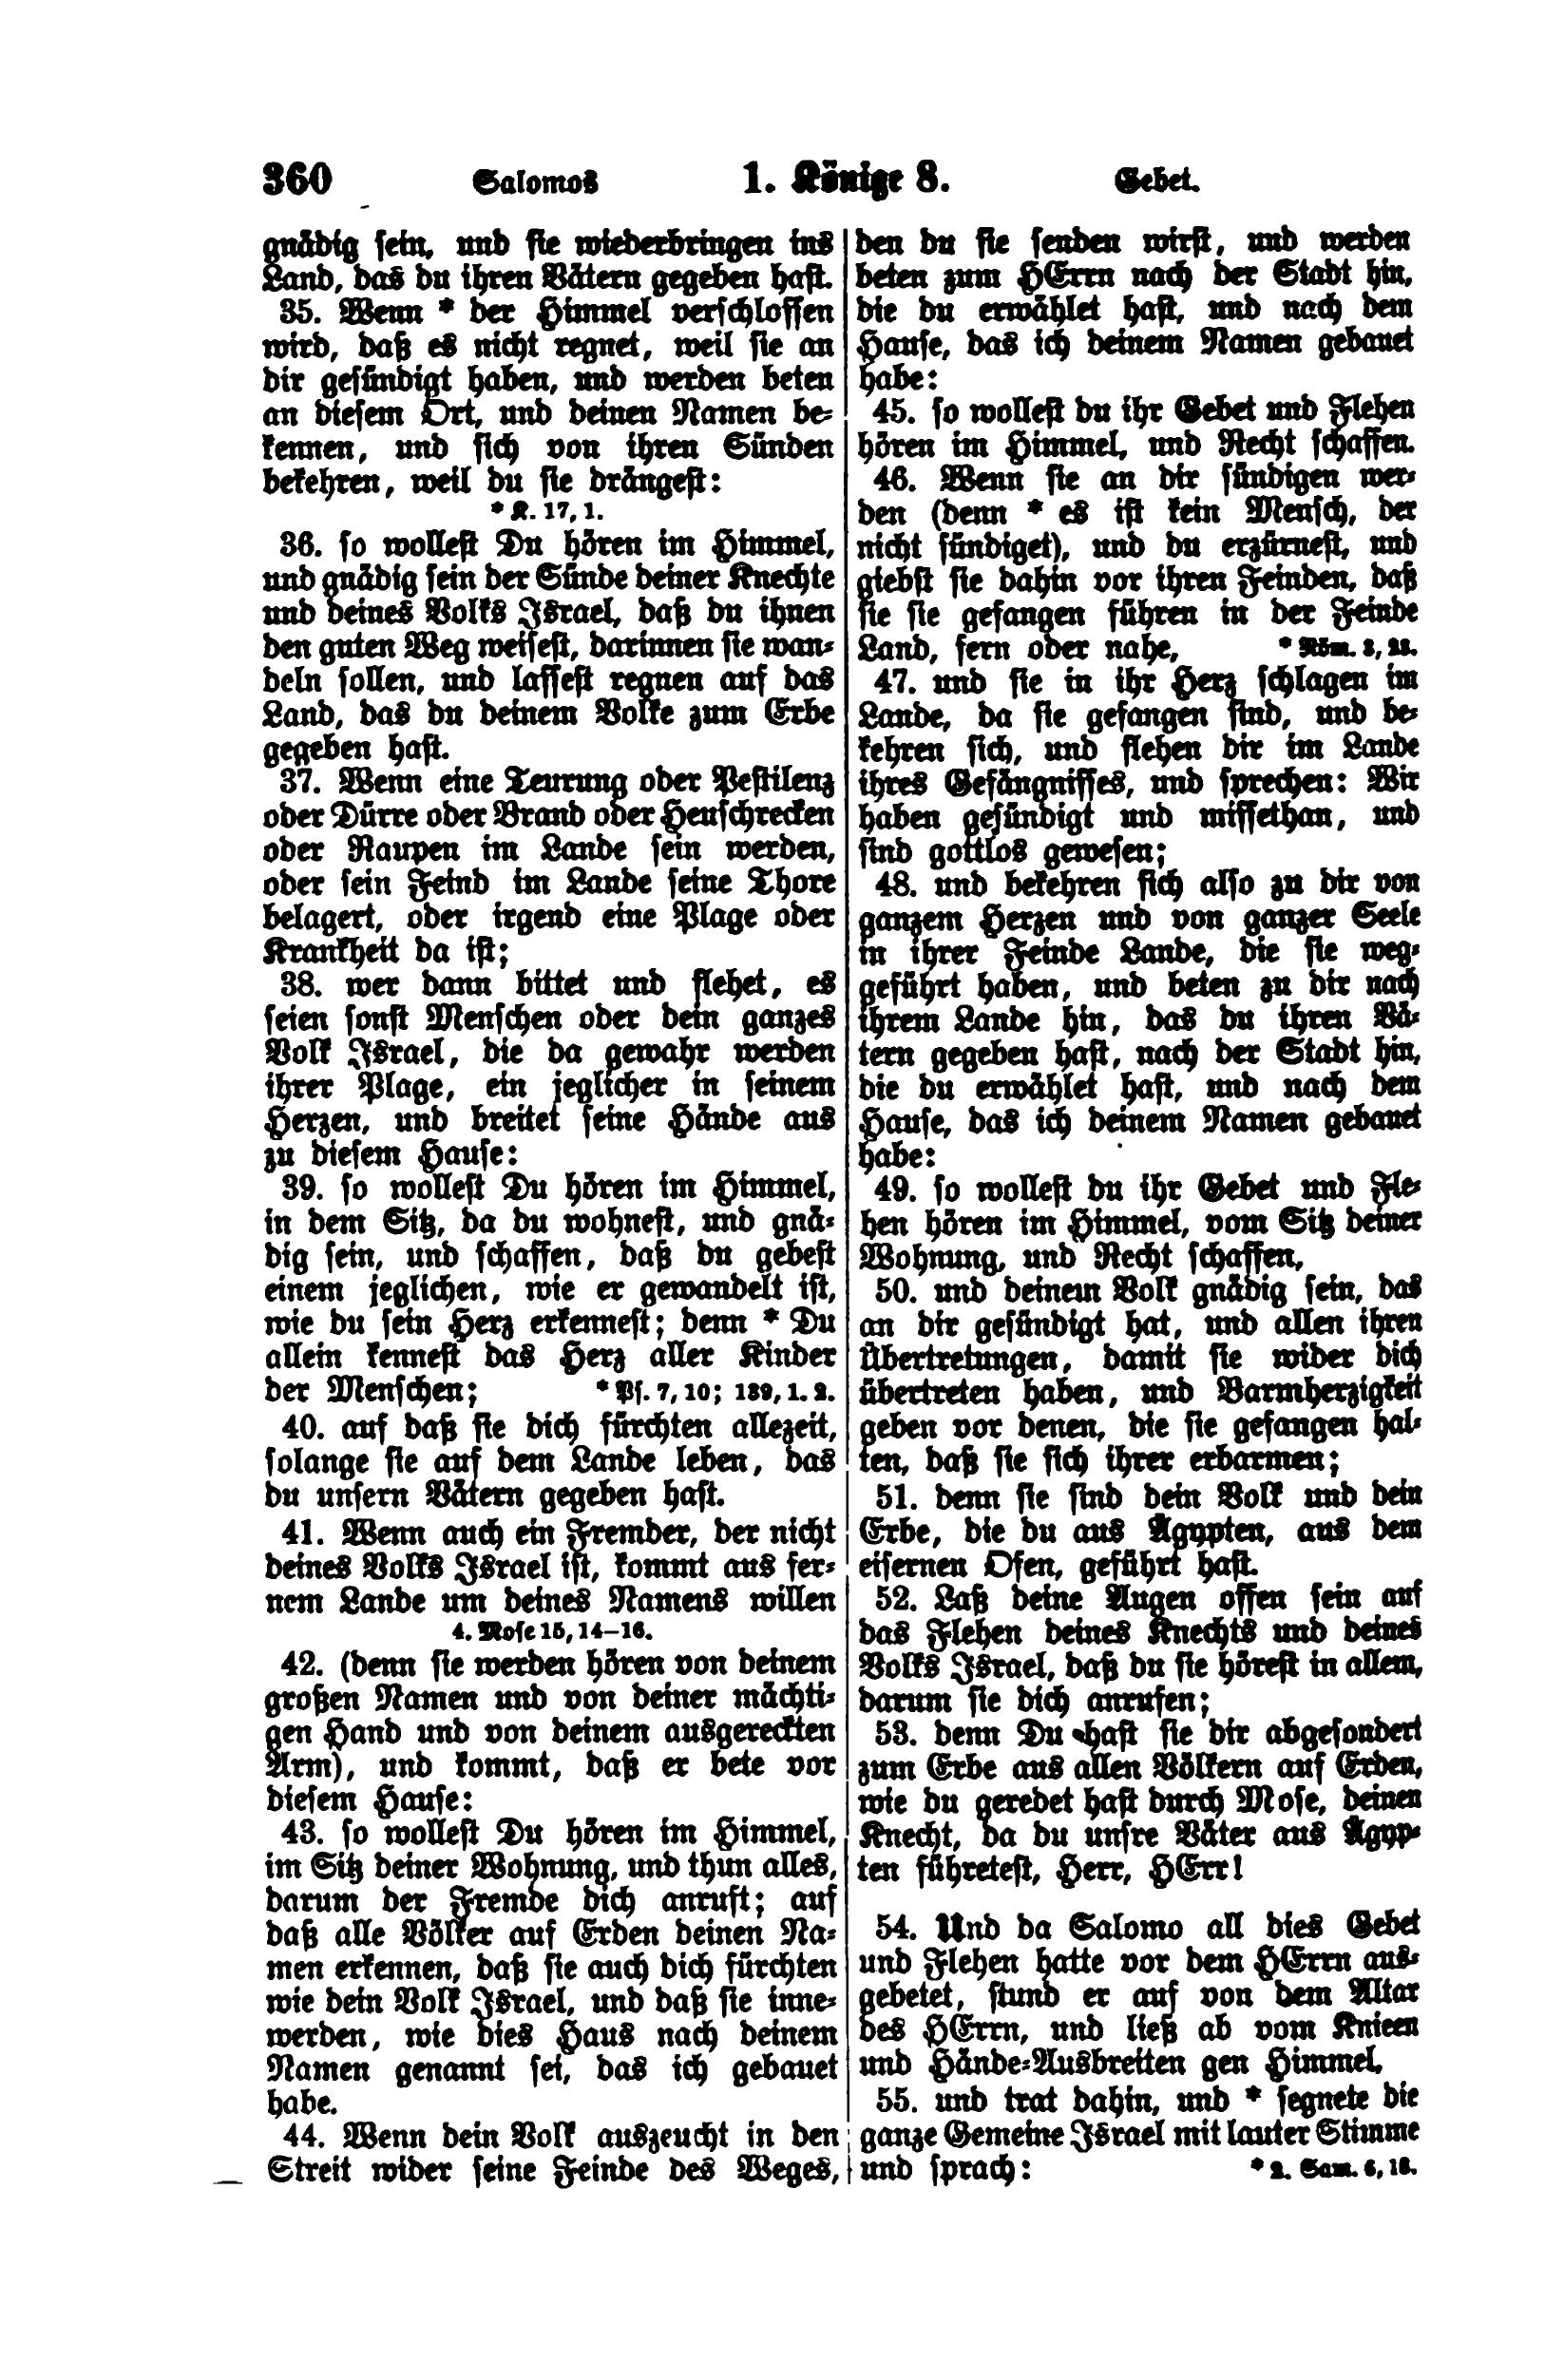 360 Salomos 1. Könige 8. Gebet.
gnädig sein, und sie wiederbringen ins
Land, das du ihren Vätern gegeben hast.
35. Wenn * der Himmel verschlossen
wird, daß es nicht regnet, weil sie an
dir gesündigt haben, und werden beten
an diesem Ort, und deinen Namen be-
kennen, und sich von ihren Sünden
bekehren, weil du sie drängest:
* K. 17, 1.
36. so wollest Du hören im Himmel,
und gnädig sein der Sünde deiner Knechte
und deines Volks Israel, daß du ihnen
den guten Weg weisest, darinnen sie wan-
deln sollen, und lassest regnen auf das
Land, das du deinem Volke zum Erbe
gegeben hast.
37. Wenn eine Teurung oder Pestilenz
oder Dürre oder Brand oder Heuschrecken
oder Raupen im Lande sein werden,
oder sein Feind im Lande seine Thore
belagert, oder irgend eine Plage oder
Krankheit da ist;
38. wer dann bittet und flehet, es
seien sonst Menschen oder dein ganzes
Volk Israel, die da gewahr werden
ihrer Plage, ein jeglicher in seinem
Herzen, und breitet seine Hände aus
zu diesem Hause:
39. so wollest Du hören im Himmel,
in dem Sitz, da du wohnest, und gnä-
dig sein, und schaffen, daß du gebest
einem jeglichen, wie er gewandelt ist,
wie du sein Herz erkennest; denn * Du
allein kennest das Herz aller Kinder
der Menschen; * Ps. 7, 10; 139, 1. 2.
40. auf daß sie dich fürchten allezeit,
solange sie auf dem Lande leben, das
du unsern Vätern gegeben hast.
41. Wenn auch ein Fremder, der nicht
deines Volks Israel ist, kommt aus fer-
nem Lande um deines Namens willen
4. Mose 15, 14–16.
42. (denn sie werden hören von deinem
großen Namen und von deiner mächti-
gen Hand und von deinem ausgereckten
Arm), und kommt, daß er bete vor
diesem Hause:
43. so wollest Du hören im Himmel,
im Sitz deiner Wohnung, und thun alles,
darum der Fremde dich anruft; auf
daß alle Völker auf Erden deinen Na-
men erkennen, daß sie auch dich fürchten
wie dein Volk Israel, und daß sie inne-
werden, wie dies Haus nach deinem
Namen genannt sei, das ich gebauet
habe.
44. Wenn dein Volk auszeucht in den
Streit wider seine Feinde des Weges,
den du sie senden wirst, und werden
beten zum HErrn nach der Stadt hin,
die du erwählet hast, und nach dem
Hause, das ich deinem Namen gebauet
habe:
45. so wollest du ihr Gebet und Flehen
hören im Himmel, und Recht schaffen.
46. Wenn sie an dir sündigen wer-
den (denn * es ist kein Mensch, der
nicht sündiget), und du erzürnest, und
giebst sie dahin vor ihren Feinden, daß
sie sie gefangen führen in der Feinde
Land, fern oder nahe, * Röm. 3, 23.
47. und sie in ihr Herz schlagen im
Lande, da sie gefangen sind, und be-
kehren sich, und flehen dir im Lande
ihres Gefängnisses, und sprechen: Wir
haben gesündigt und missethan, und
sind gottlos gewesen;
48. und bekehren sich also zu dir von
ganzem Herzen und von ganzer Seele
in ihrer Feinde Lande, die sie weg-
geführt haben, und beten zu dir nach
ihrem Lande hin, das du ihren Vä-
tern gegeben hast, nach der Stadt hin,
die du erwählet hast, und nach dem
Hause, das ich deinem Namen gebauet
habe:
49. so wollest du ihr Gebet und Fle-
hen hören im Himmel, vom Sitz deiner
Wohnung, und Recht schaffen,
50. und deinem Volk gnädig sein, das
an dir gesündigt hat, und allen ihren
Übertretungen, damit sie wider dich
übertreten haben, und Barmherzigkeit
geben vor denen, die sie gefangen hal-
ten, daß sie sich ihrer erbarmen;
51. denn sie sind dein Volk und dein
Erbe, die du aus Ägypten, aus dem
eisernen Ofen, geführt hast.
52. Laß deine Augen offen sein auf
das Flehen deines Knechts und deines
Volks Israel, daß du sie hörest in allem,
darum sie dich anrufen;
53. denn Du hast sie dir abgesondert
zum Erbe aus allen Völkern auf Erden,
wie du geredet hast durch Mose, deinen
Knecht, da du unsre Väter aus Ägyp-
ten führetest, Herr, HErr!
54. Und da Salomo all dies Gebet
und Flehen hatte vor dem HErrn aus-
gebetet, stund er auf von dem Altar
des HErrn, und ließ ab vom Knieen
und Hände-Ausbreiten gen Himmel,
55. und trat dahin, und * segnete die
ganze Gemeine Israel mit lauter Stimme
und sprach: * 2. Sam. 6, 18.